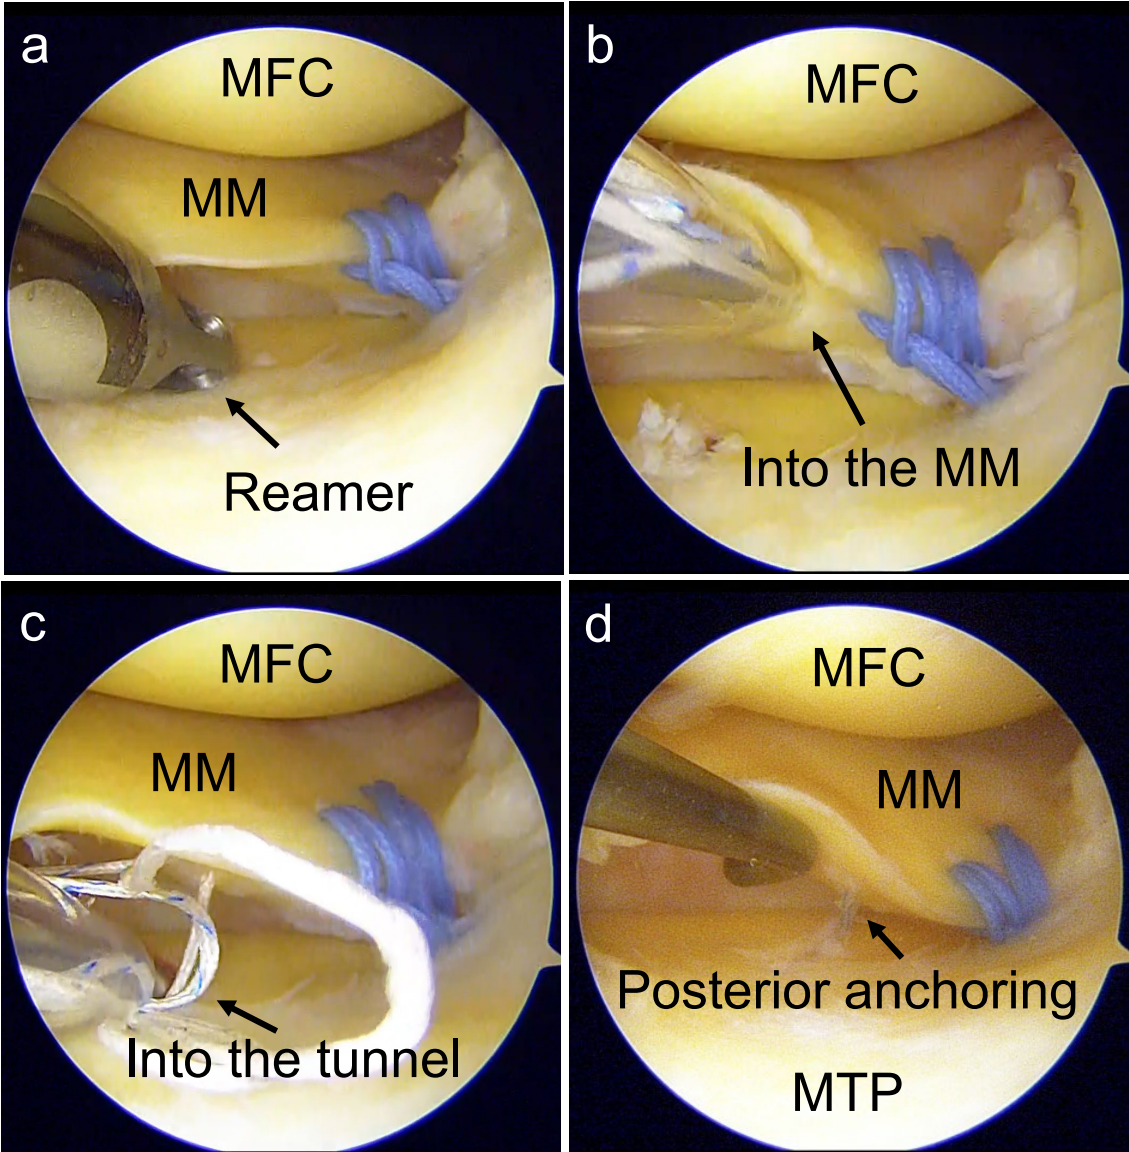 a
MFC
MM
Reamer
b
MFC
Into the MM
c
MFC
MM
Into the tunnel
d
MFC
MM
Posterior anchoring
MTP